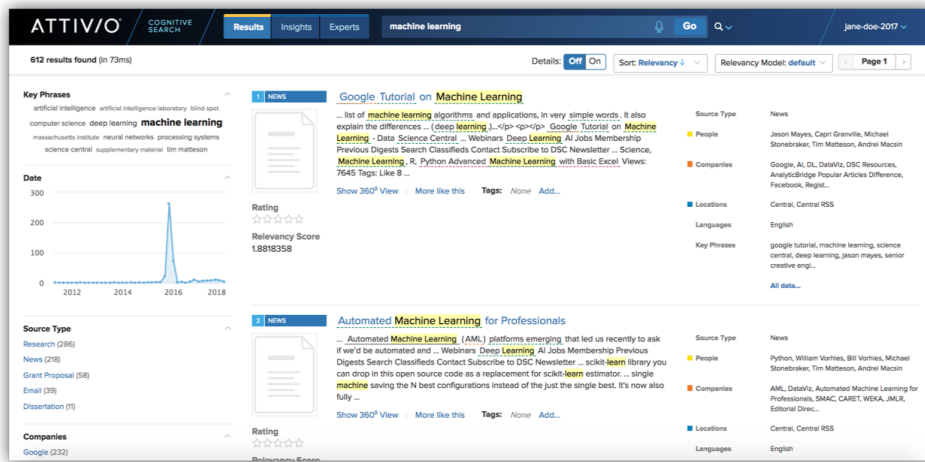 ATTIVIO COGNITIVE SEARCH
Results Insights Experts
machine learning
Go
jane-doe-2017
612 results found (in 73ms)
Details: Off On
Sort: Relevancy
Relevancy Model: default
Page 1
Key Phrases
artificial intelligence artificial intelligence laboratory blind spot
computer science deep learning machine learning
massachusetts institute neural networks processing systems
science central supplementary material tim matteson
Date
300
200
100
0
2012 2014 2016 2018
Source Type
Research (286)
News (218)
Grant Proposal (58)
Email (39)
Dissertation (11)
Companies
Google (232)
1 NEWS
Google Tutorial on Machine Learning
... list of machine learning algorithms and applications, in very simple words. It also
explain the differences ... (deep learning.)...</p> <p></p> Google Tutorial on Machine
Learning - Data Science Central ... Webinars Deep Learning AI Jobs Membership
Previous Digests Search Classifieds Contact Subscribe to DSC Newsletter ... Science,
Machine Learning, R, Python Advanced Machine Learning with Basic Excel Views:
7645 Tags: Like 8 ...
Show 360º View More like this Tags: None Add...
Rating
Relevancy Score
1.8818358
Source Type News
People Jason Mayes, Capri Granville, Michael
Stonebraker, Tim Matteson, Andrei Macsin
Companies Google, AI, DL, DataViz, DSC Resources,
AnalyticBridge Popular Articles Difference,
Facebook, Regist...
Locations Central, Central RSS
Languages English
Key Phrases google tutorial, machine learning, science
central, deep learning, jason mayes, senior
creative engi...
All data...
2 NEWS
Automated Machine Learning for Professionals
... Automated Machine Learning (AML) platforms emerging that led us recently to ask
if we'd be automated and ... Webinars Deep Learning AI Jobs Membership Previous
Digests Search Classifieds Contact Subscribe to DSC Newsletter ... scikit-learn library you
can drop in this open source code as a replacement for scikit-learn estimator. ... single
machine saving the N best configurations instead of the just the single best. It's now also
fully ...
Show 360º View More like this Tags: None Add...
Rating
Relevancy Score
Source Type News
People Python, William Vorhies, Bill Vorhies, Michael
Stonebraker, Tim Matteson, Andrei Macsin
Companies AML, DataViz, Automated Machine Learning for
Professionals, SMAC, CARET, WEKA, JMLR,
Editorial Direc...
Locations Central, Central RSS
Languages English